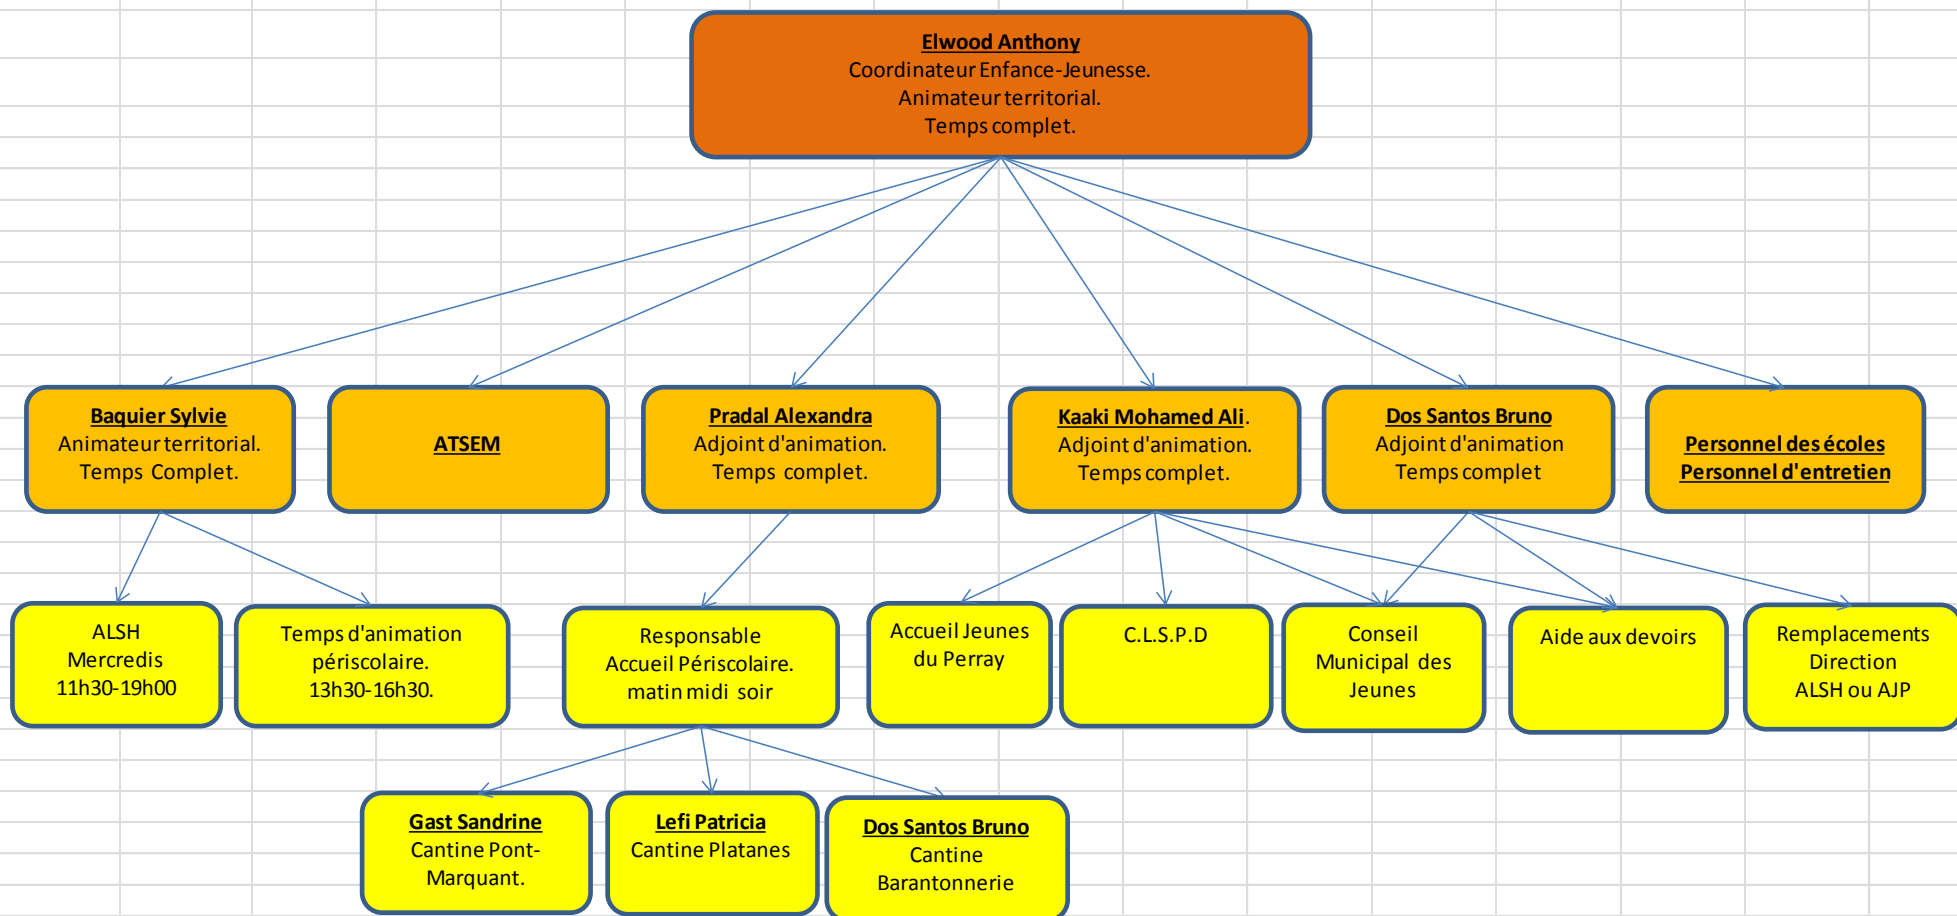 Elwood Anthony
Coordinateur Enfance-Jeunesse.
Animateur territorial.
Temps complet.
Baquier Sylvie
Animateur territorial.
Temps Complet.
ATSEM
Pradal Alexandra
Adjoint d'animation.
Temps complet.
Kaaki Mohamed Ali.
Adjoint d'animation.
Temps complet.
Dos Santos Bruno
Adjoint d'animation
Temps complet
Personnel des écoles
Personnel d'entretien
ALSH
Mercredis
11h30-19h00
Temps d'animation
périscolaire.
13h30-16h30.
Responsable
Accueil Périscolaire.
matin midi soir
Accueil Jeunes
du Perray
C.L.S.P.D
Conseil
Municipal des
Jeunes
Aide aux devoirs
Remplacements
Direction
ALSH ou AJP
Gast Sandrine
Cantine Pont-
Marquant.
Lefi Patricia
Cantine Platanes
Dos Santos Bruno
Cantine
Barantonnerie